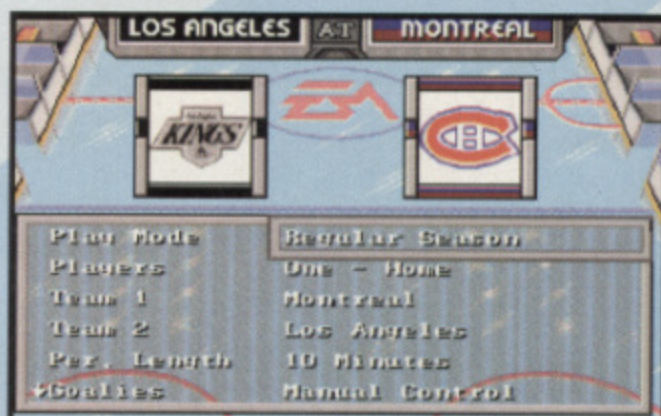 LOS ANGELES AT MONTREAL
KINGS
EA
Play Mode Regular Season
Players One - Home
Team 1 Montreal
Team 2 Los Angeles
Per. Length 10 Minutes
Goalies Manual Control